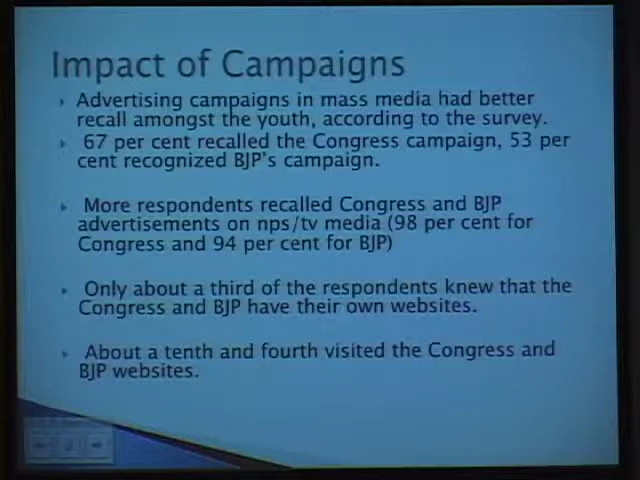 Impact of Campaigns
Advertising campaigns in mass media had better
recall amongst the youth, according to the survey.
67 per cent recalled the Congress campaign, 53 per
cent recognized BJP's campaign.
More respondents recalled Congress and BJP
advertisements on nps/tv media (98 per cent for
Congress and 94 per cent for BJP)
Only about a third of the respondents knew that the
Congress and BJP have their own websites.
About a tenth and fourth visited the Congress and
BJP websites.